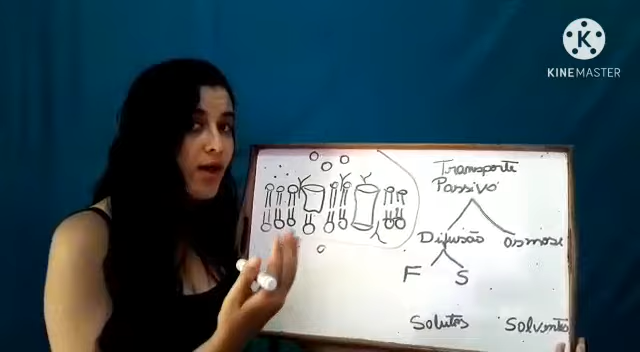 K
KINEMASTER
Transporte
Passivo
Difusão osmose
F S
Solutos Solventes